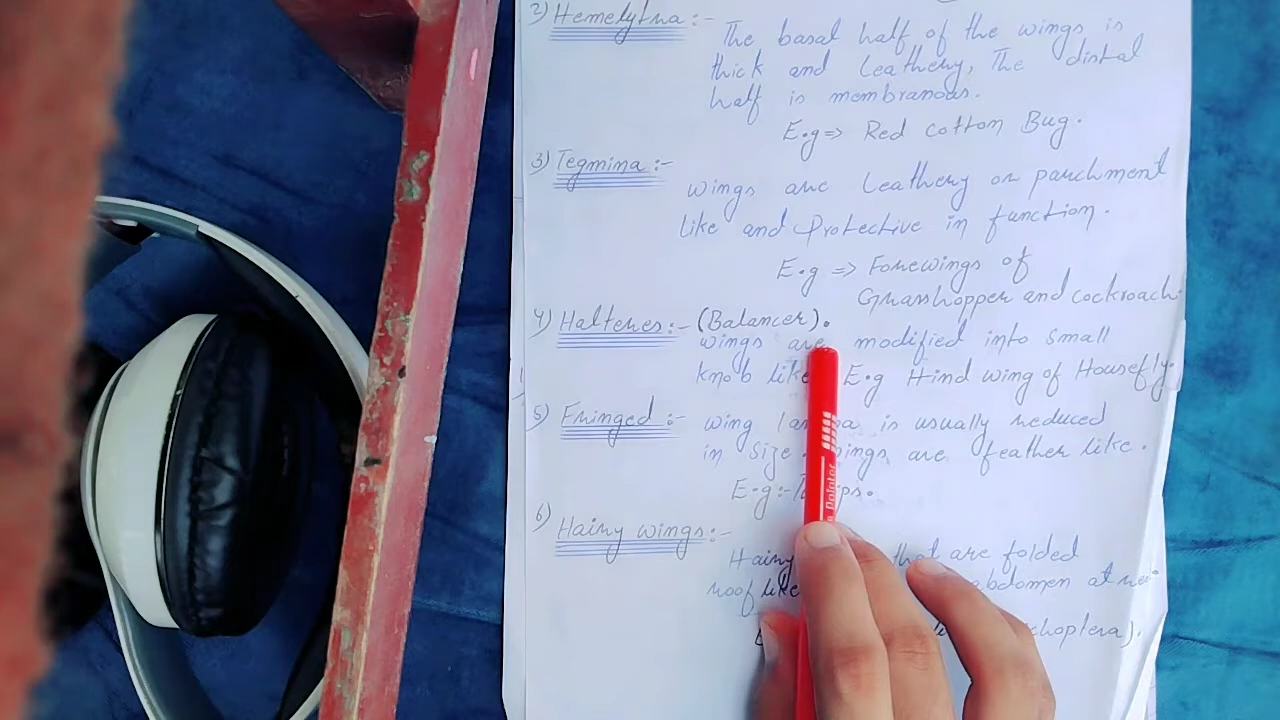 2) Hemelytra :-
The basal half of the wings is
thick and leathery, The distal
half is membranous.
E.g => Red cotton Bug.
3) Tegmina :-
wings are leathery or parchment
like and Protective in function.
E.g => Forewings of
Grasshopper and cockroach.
4) Halteres :- (Balancer).
wings are modified into small
knob like E.g Hind wing of Housefly.
5) Fringed :- wing is usually reduced
in size. wings are feather like.
E.g :-
6) Hairy wings :-
Hairy that are folded
roof like abdomen at